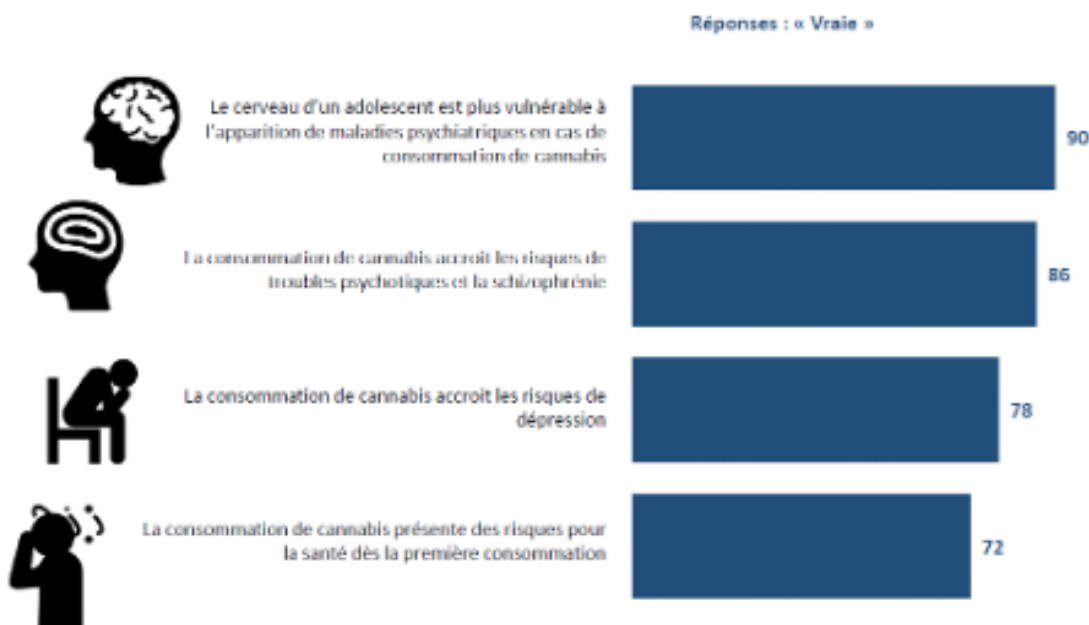 Réponses : « Vraie »
Le cerveau d'un adolescent est plus vulnérable à
l'apparition de maladies psychiatriques en cas de
consommation de cannabis
90
La consommation de cannabis accroit les risques de
troubles psychotiques et la schizophrénie
86
La consommation de cannabis accroit les risques de
dépression
78
La consommation de cannabis présente des risques pour
la santé dès la première consommation
72